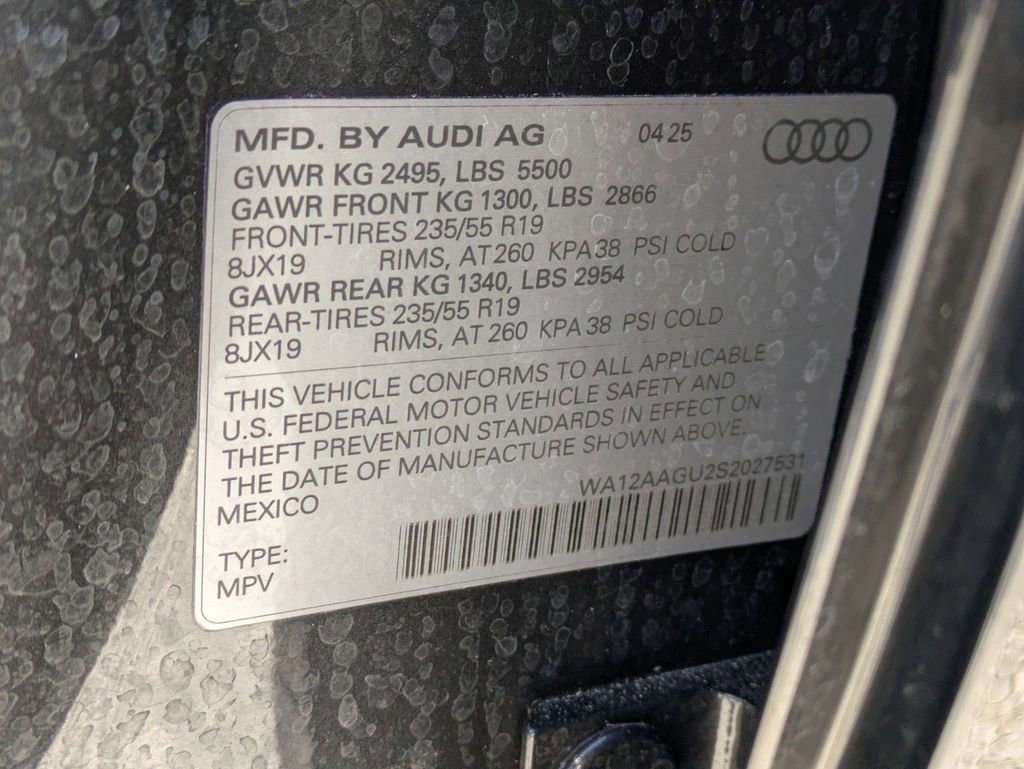 MFD. BY AUDI AG 04 25
GVWR KG 2495, LBS 5500
GAWR FRONT KG 1300, LBS 2866
FRONT-TIRES 235/55 R19
8JX19 RIMS, AT 260 KPA 38 PSI COLD
GAWR REAR KG 1340, LBS 2954
REAR-TIRES 235/55 R19
8JX19 RIMS, AT 260 KPA 38 PSI COLD
THIS VEHICLE CONFORMS TO ALL APPLICABLE
U.S. FEDERAL MOTOR VEHICLE SAFETY AND
THEFT PREVENTION STANDARDS IN EFFECT ON
THE DATE OF MANUFACTURE SHOWN ABOVE.
MEXICO WA12AAGU2S2027531
TYPE:
MPV